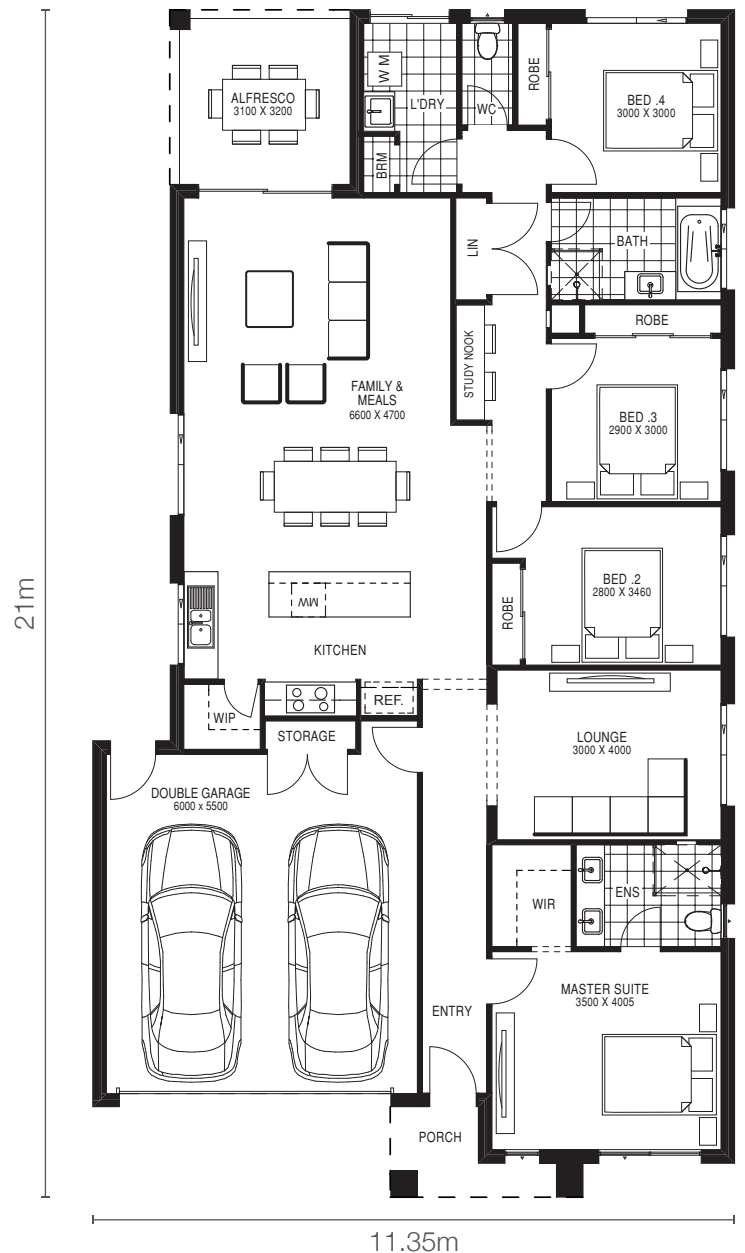 W M
L'DRY
WC
ROBE
BED .4
3000 X 3000
ALFRESCO
3100 X 3200
BRM
LIN
BATH
ROBE
STUDY NOOK
FAMILY &
MEALS
6600 X 4700
BED .3
2900 X 3000
BED .2
2800 X 3460
ROBE
MW
KITCHEN
21m
WIP
REF.
STORAGE
LOUNGE
3000 X 4000
DOUBLE GARAGE
6000 x 5500
WIR
ENS
MASTER SUITE
3500 X 4005
ENTRY
PORCH
11.35m